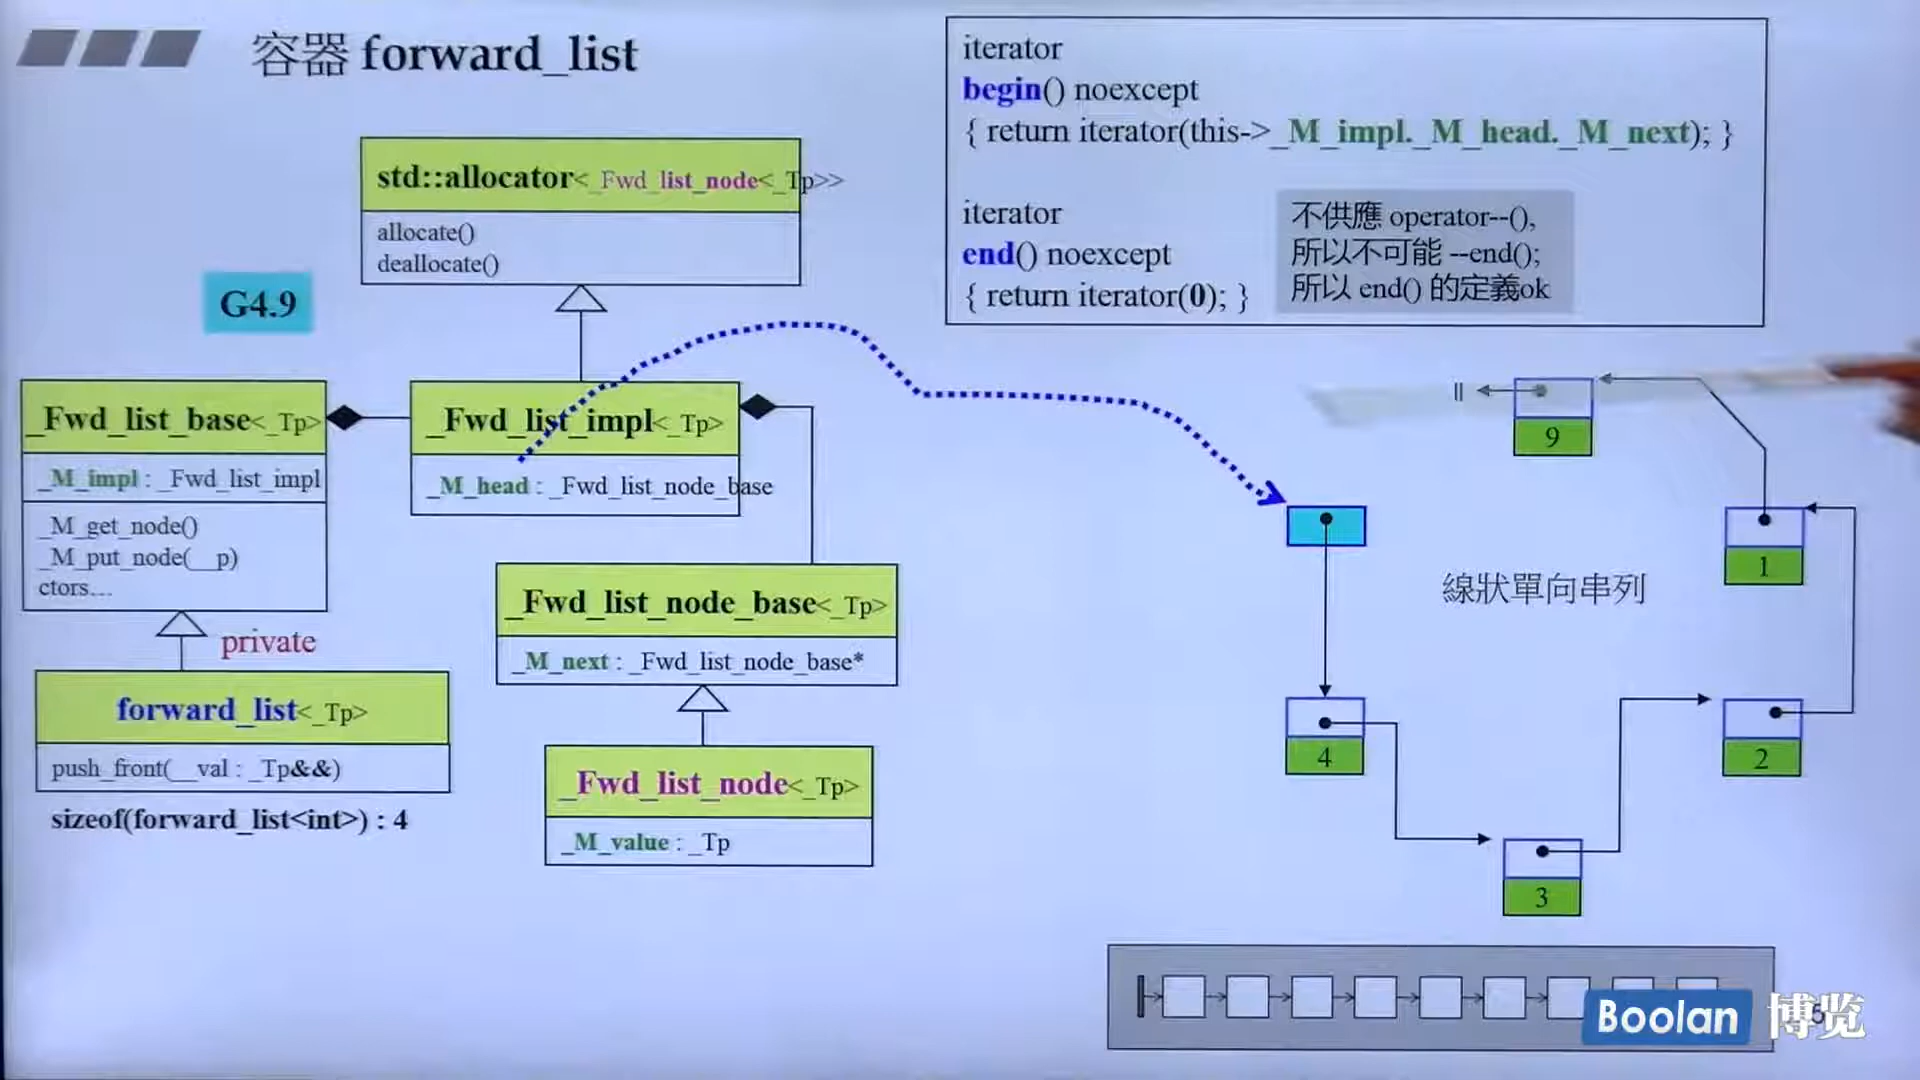 容器 forward_list
iterator
begin() noexcept
{ return iterator(this->_M_impl._M_head._M_next); }
iterator
end() noexcept
{ return iterator(0); }
不供應 operator--(),
所以不可能 --end();
所以 end() 的定義ok
std::allocator<_Fwd_list_node<_Tp>>
allocate()
deallocate()
G4.9
_Fwd_list_base<_Tp>
_M_impl : _Fwd_list_impl
_M_get_node()
_M_put_node(__p)
ctors...
_Fwd_list_impl<_Tp>
_M_head : _Fwd_list_node_base
private
forward_list<_Tp>
push_front(__val : _Tp&&)
sizeof(forward_list<int>) : 4
_Fwd_list_node_base<_Tp>
_M_next : _Fwd_list_node_base*
_Fwd_list_node<_Tp>
_M_value : _Tp
9
1
線狀單向串列
4
2
3
Boolan 博览